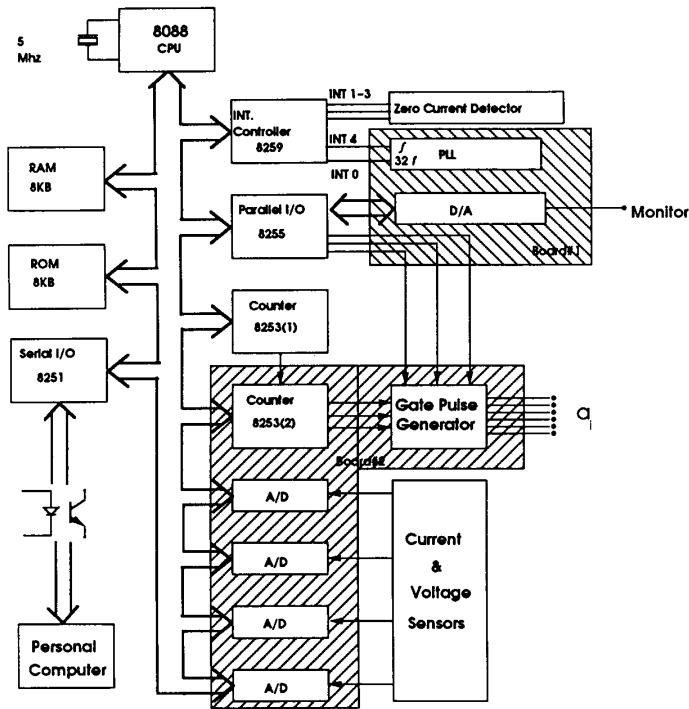 5
Mhz
8088
CPU
INT.
Controller
8259
INT 1-3
Zero Current Detector
INT 4
∫
32 f
PLL
INT 0
RAM
8KB
Parallel I/O
8255
D/A
Monitor
Board#1
ROM
8KB
Counter
8253(1)
Serial I/O
8251
Counter
8253(2)
Gate Pulse
Generator
a_i
Board#2
A/D
A/D
A/D
A/D
Current
&
Voltage
Sensors
Personal
Computer